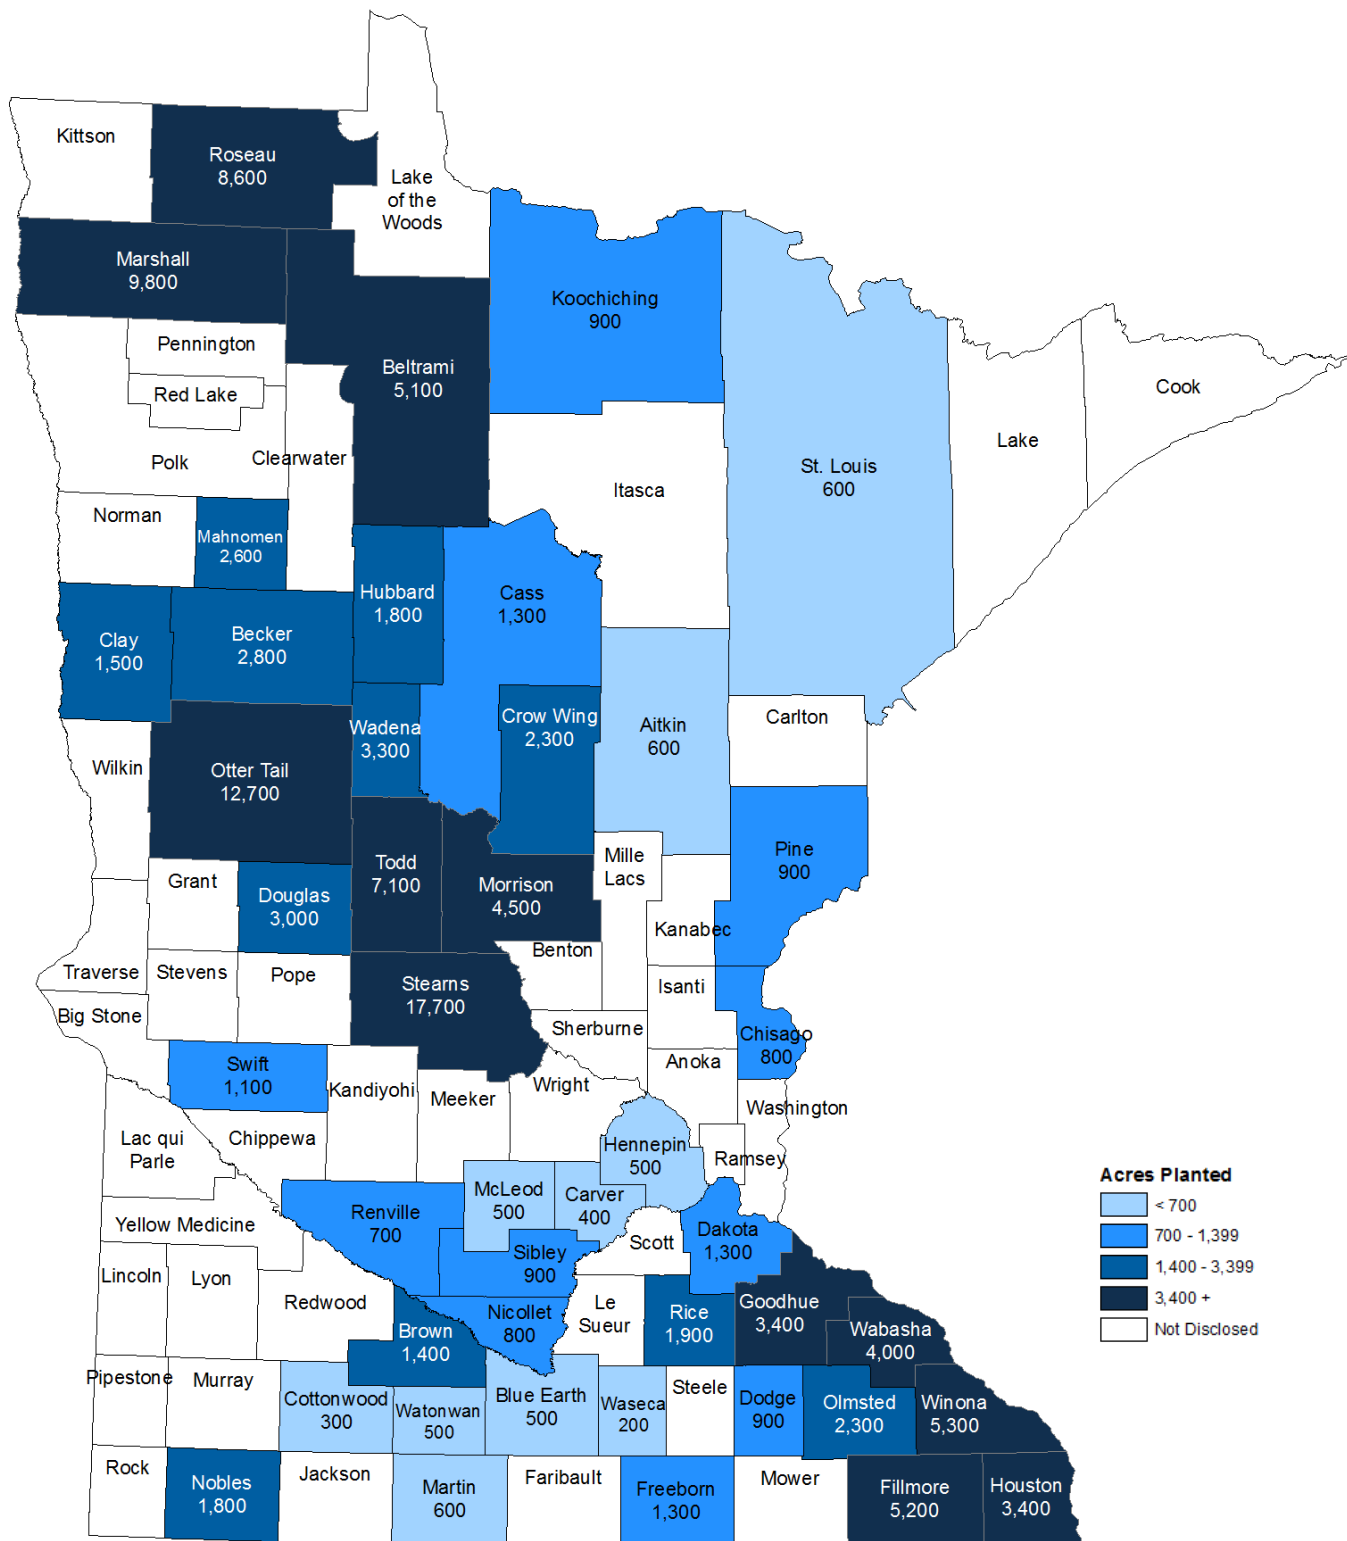 Kittson
Roseau
8,600
Lake
of the
Woods
Marshall
9,800
Koochiching
900
Pennington
Beltrami
5,100
Red Lake
Cook
Lake
Polk
Clearwater
St. Louis
600
Itasca
Norman
Mahnomen
2,600
Hubbard
1,800
Cass
1,300
Clay
1,500
Becker
2,800
Wadena
3,300
Crow Wing
2,300
Aitkin
600
Carlton
Wilkin
Otter Tail
12,700
Todd
7,100
Morrison
4,500
Mille
Lacs
Pine
900
Grant
Douglas
3,000
Kanabec
Benton
Traverse
Stevens
Pope
Stearns
17,700
Isanti
Big Stone
Sherburne
Chisago
800
Swift
1,100
Kandiyohi
Meeker
Wright
Anoka
Washington
Lac qui
Parle
Chippewa
Hennepin
500
Ramsey
Renville
700
McLeod
500
Carver
400
Yellow Medicine
Sibley
900
Scott
Dakota
1,300
Lincoln
Lyon
Redwood
Nicollet
800
Le
Sueur
Rice
1,900
Goodhue
3,400
Wabasha
4,000
Brown
1,400
Pipestone
Murray
Cottonwood
300
Watonwan
500
Blue Earth
500
Waseca
200
Steele
Dodge
900
Olmsted
2,300
Winona
5,300
Rock
Nobles
1,800
Jackson
Martin
600
Faribault
Freeborn
1,300
Mower
Fillmore
5,200
Houston
3,400
Acres Planted
< 700
700 - 1,399
1,400 - 3,399
3,400 +
Not Disclosed